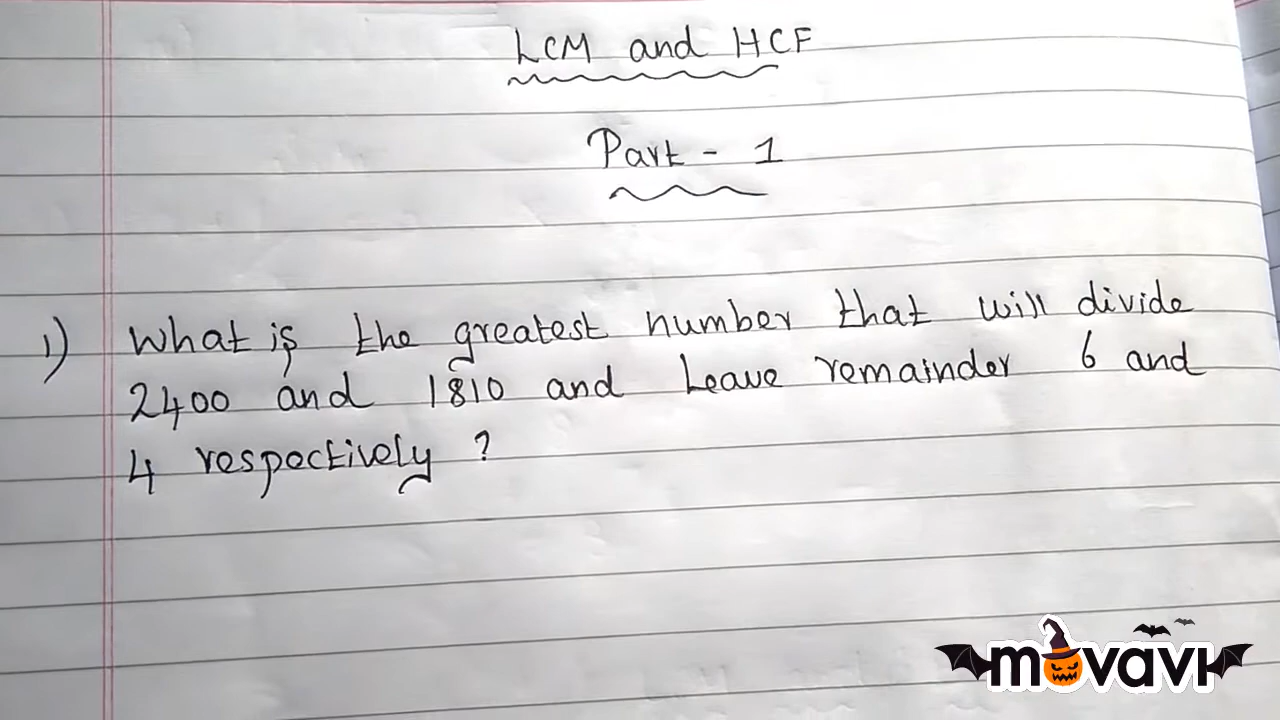 LCM and HCF
Part - 1
1) What is the greatest number that will divide
2400 and 1810 and Leave remainder 6 and
4 respectively ?
movavi